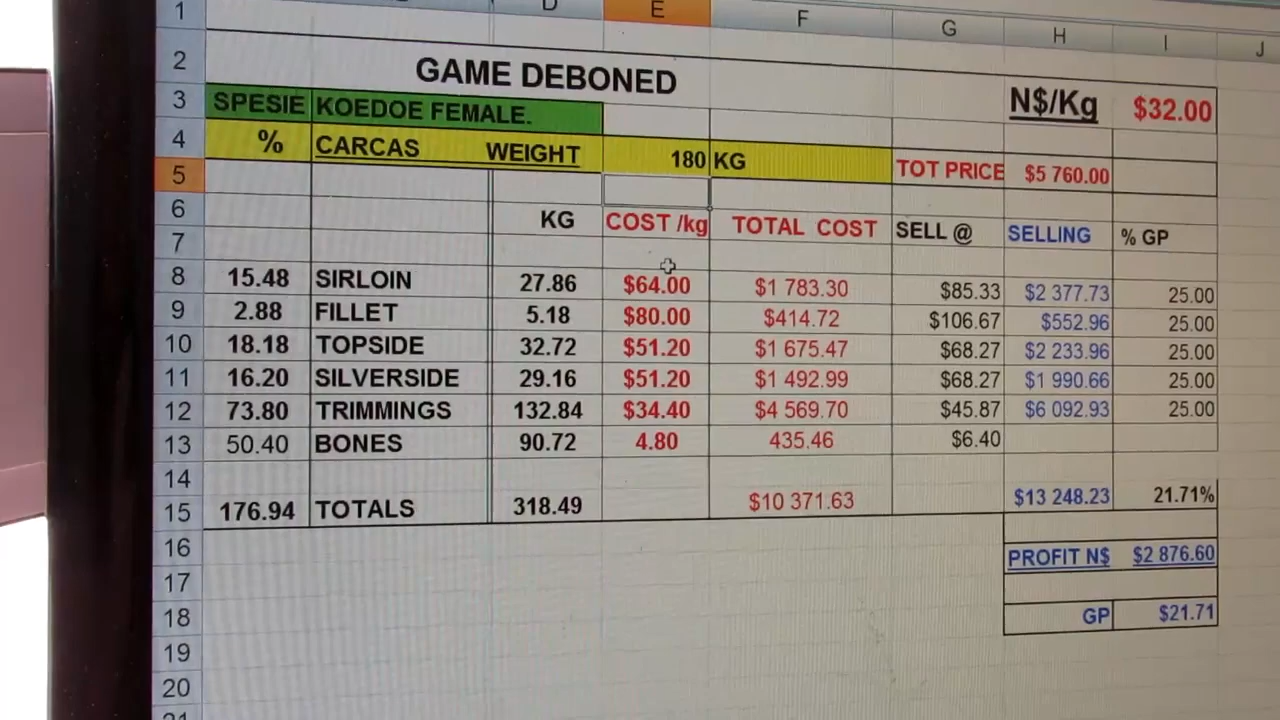 D E F G H I J
1
2 GAME DEBONED N$/Kg $32.00
3 SPESIE KOEDOE FEMALE.
4 % CARCAS WEIGHT 180 KG
5 TOT PRICE $5 760.00
6 KG COST /kg TOTAL COST SELL @ SELLING % GP
7
8 15.48 SIRLOIN 27.86 $64.00 $1 783.30 $85.33 $2 377.73 25.00
9 2.88 FILLET 5.18 $80.00 $414.72 $106.67 $552.96 25.00
10 18.18 TOPSIDE 32.72 $51.20 $1 675.47 $68.27 $2 233.96 25.00
11 16.20 SILVERSIDE 29.16 $51.20 $1 492.99 $68.27 $1 990.66 25.00
12 73.80 TRIMMINGS 132.84 $34.40 $4 569.70 $45.87 $6 092.93 25.00
13 50.40 BONES 90.72 4.80 435.46 $6.40
14
15 176.94 TOTALS 318.49 $10 371.63 $13 248.23 21.71%
16 PROFIT N$ $2 876.60
17
18 GP $21.71
19
20